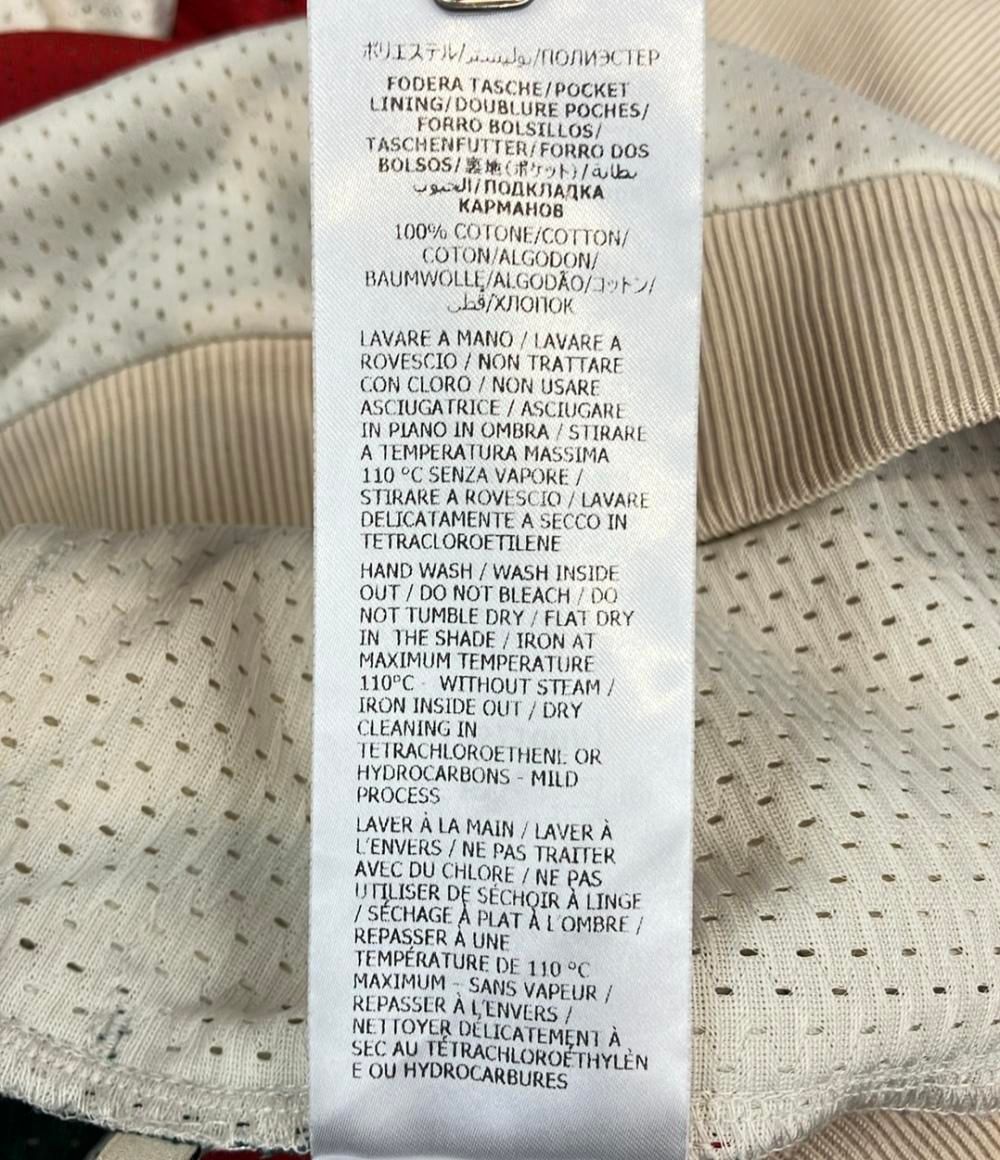 ポリエステル/بوليستر/ПОЛИЭСТЕР
FODERA TASCHE/POCKET
LINING/DOUBLURE POCHES/
FORRO BOLSILLOS/
TASCHENFUTTER/FORRO DOS
BOLSOS/裏地(ポケット)/بطانة
الجيوب/ПОДКЛАДКА
КАРМАНОВ
100% COTONE/COTTON/
COTON/ALGODON/
BAUMWOLLE/ALGODÃO/コットン/
قطن/ХЛОПОК
LAVARE A MANO / LAVARE A
ROVESCIO / NON TRATTARE
CON CLORO / NON USARE
ASCIUGATRICE / ASCIUGARE
IN PIANO IN OMBRA / STIRARE
A TEMPERATURA MASSIMA
110 °C SENZA VAPORE /
STIRARE A ROVESCIO / LAVARE
DELICATAMENTE A SECCO IN
TETRACLOROETILENE
HAND WASH / WASH INSIDE
OUT / DO NOT BLEACH / DO
NOT TUMBLE DRY / FLAT DRY
IN THE SHADE / IRON AT
MAXIMUM TEMPERATURE
110°C - WITHOUT STEAM /
IRON INSIDE OUT / DRY
CLEANING IN
TETRACHLOROETHENE OR
HYDROCARBONS - MILD
PROCESS
LAVER À LA MAIN / LAVER À
L'ENVERS / NE PAS TRAITER
AVEC DU CHLORE / NE PAS
UTILISER DE SÉCHOIR À LINGE
/ SÉCHAGE À PLAT À L'OMBRE /
REPASSER À UNE
TEMPÉRATURE DE 110 °C
MAXIMUM - SANS VAPEUR /
REPASSER À L'ENVERS /
NETTOYER DÉLICATEMENT À
SEC AU TÉTRACHLOROÉTHYLÈN
E OU HYDROCARBURES